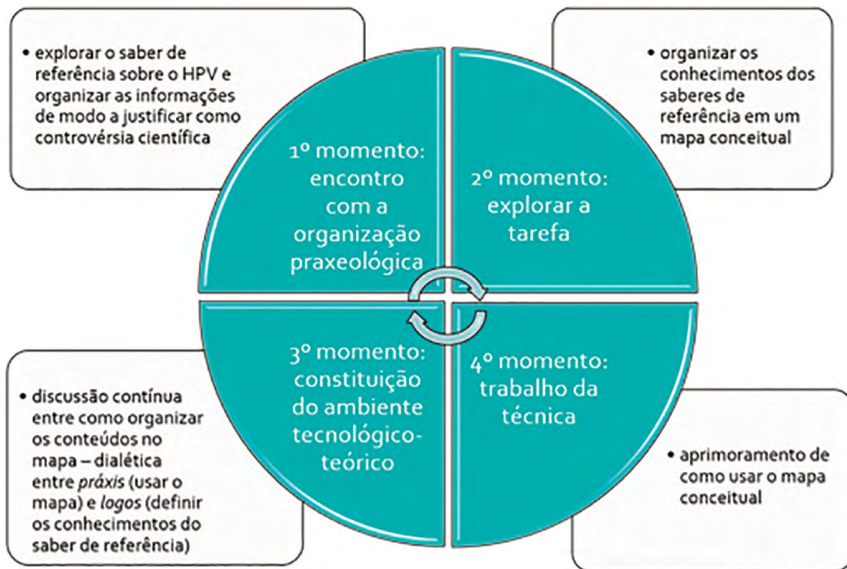 • explorar o saber de
referência sobre o HPV e
organizar as informações
de modo a justificar como
controvérsia científica
1º momento:
encontro
com a
organização
praxeológica
• organizar os
conhecimentos dos
saberes de
referência em um
mapa conceitual
2º momento:
explorar a
tarefa
• discussão contínua
entre como organizar
os conteúdos no
mapa – dialética
entre práxis (usar o
mapa) e logos (definir
os conhecimentos do
saber de referência)
3º momento:
constituição
do ambiente
tecnológico-
teórico
4º momento:
trabalho da
técnica
• aprimoramento de
como usar o mapa
conceitual